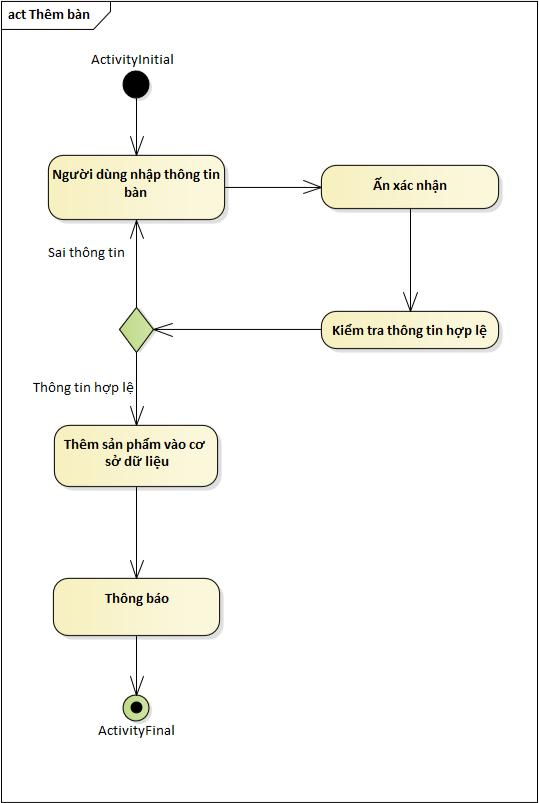 act Thêm bàn
ActivityInitial
Người dùng nhập thông tin
bàn
Ấn xác nhận
Sai thông tin
Kiểm tra thông tin hợp lệ
Thông tin hợp lệ
Thêm sản phẩm vào cơ
sở dữ liệu
Thông báo
ActivityFinal